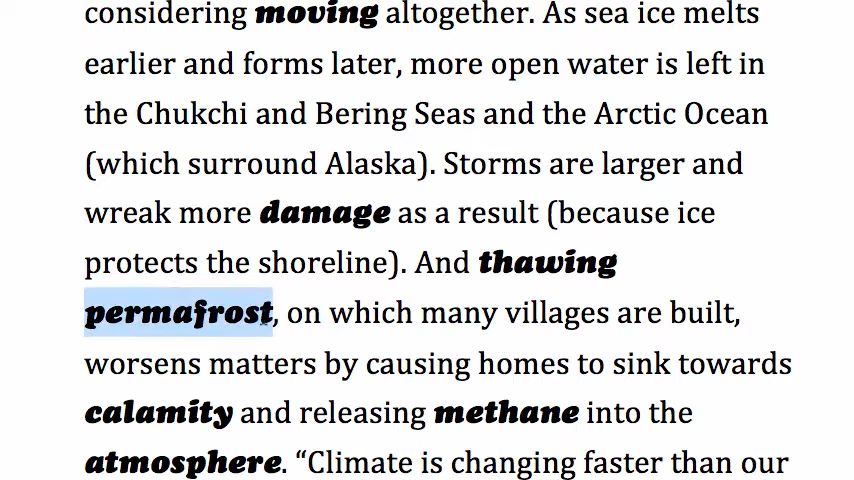 considering moving altogether. As sea ice melts
earlier and forms later, more open water is left in
the Chukchi and Bering Seas and the Arctic Ocean
(which surround Alaska). Storms are larger and
wreak more damage as a result (because ice
protects the shoreline). And thawing
permafrost, on which many villages are built,
worsens matters by causing homes to sink towards
calamity and releasing methane into the
atmosphere. “Climate is changing faster than our